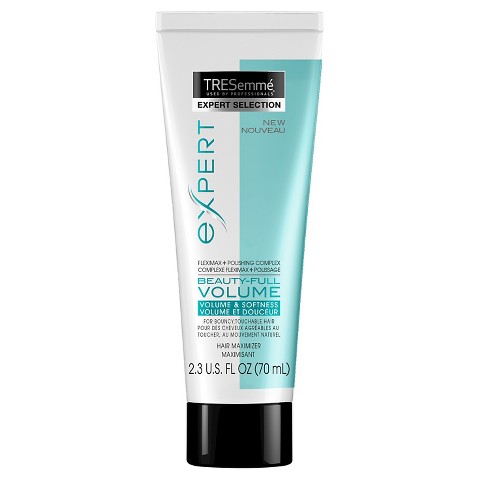 TRESemmé
USED BY PROFESSIONALS
EXPERT SELECTION
NEW
NOUVEAU
EXPERT
FLEXIMAX + POLISHING COMPLEX
COMPLEXE FLEXIMAX + POLISSAGE
BEAUTY-FULL
VOLUME
VOLUME & SOFTNESS
VOLUME ET DOUCEUR
FOR BOUNCY, TOUCHABLE HAIR
POUR DES CHEVEUX AGRÉABLES AU
TOUCHER, AU MOUVEMENT NATUREL
HAIR MAXIMIZER
MAXIMISANT
2.3 U.S. FL OZ (70 mL)